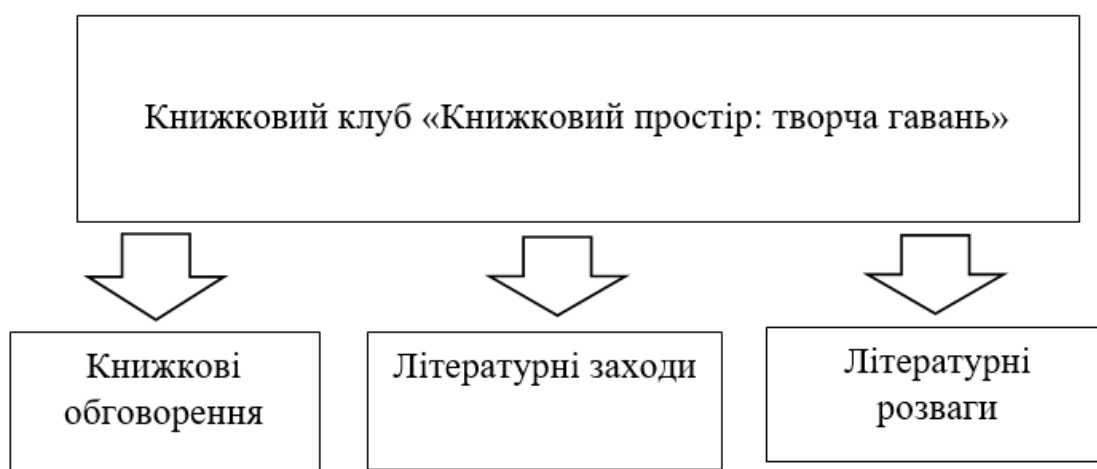 Книжковий клуб «Книжковий простір: творча гавань»
Книжкові
обговорення
Літературні заходи
Літературні
розваги